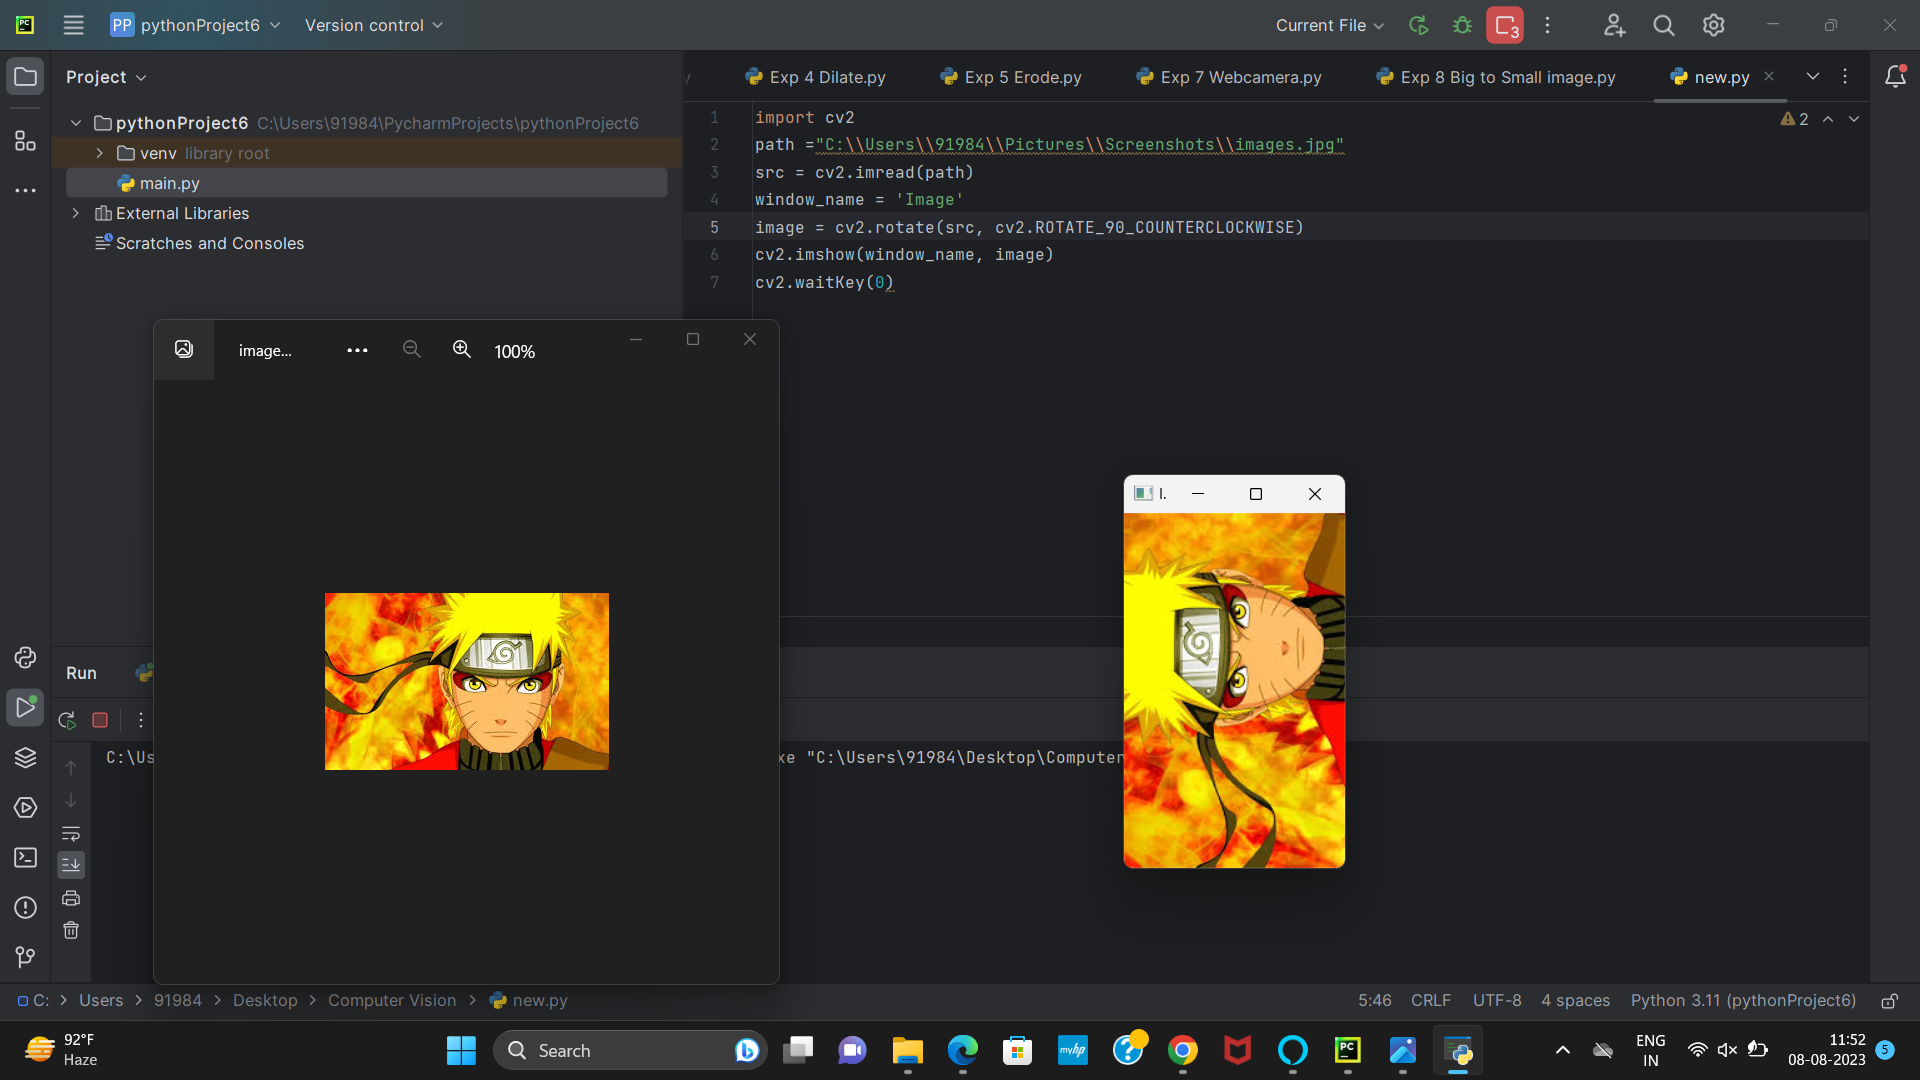 PC
PP pythonProject6
Version control
Current File
3
Project
Exp 4 Dilate.py
Exp 5 Erode.py
Exp 7 Webcamera.py
Exp 8 Big to Small image.py
new.py
pythonProject6 C:\Users\91984\PycharmProjects\pythonProject6
venv library root
main.py
External Libraries
Scratches and Consoles
1 import cv2
2 path ="C:\\Users\\91984\\Pictures\\Screenshots\\images.jpg"
3 src = cv2.imread(path)
4 window_name = 'Image'
5 image = cv2.rotate(src, cv2.ROTATE_90_COUNTERCLOCKWISE)
6 cv2.imshow(window_name, image)
7 cv2.waitKey(0)
2
image...
100%
I.
Run
C:\Us
xe "C:\Users\91984\Desktop\Computer
C: > Users > 91984 > Desktop > Computer Vision > new.py
5:46 CRLF UTF-8 4 spaces Python 3.11 (pythonProject6)
92°F
Haze
Search
myhp
PC
ENG
IN
11:52
08-08-2023
5